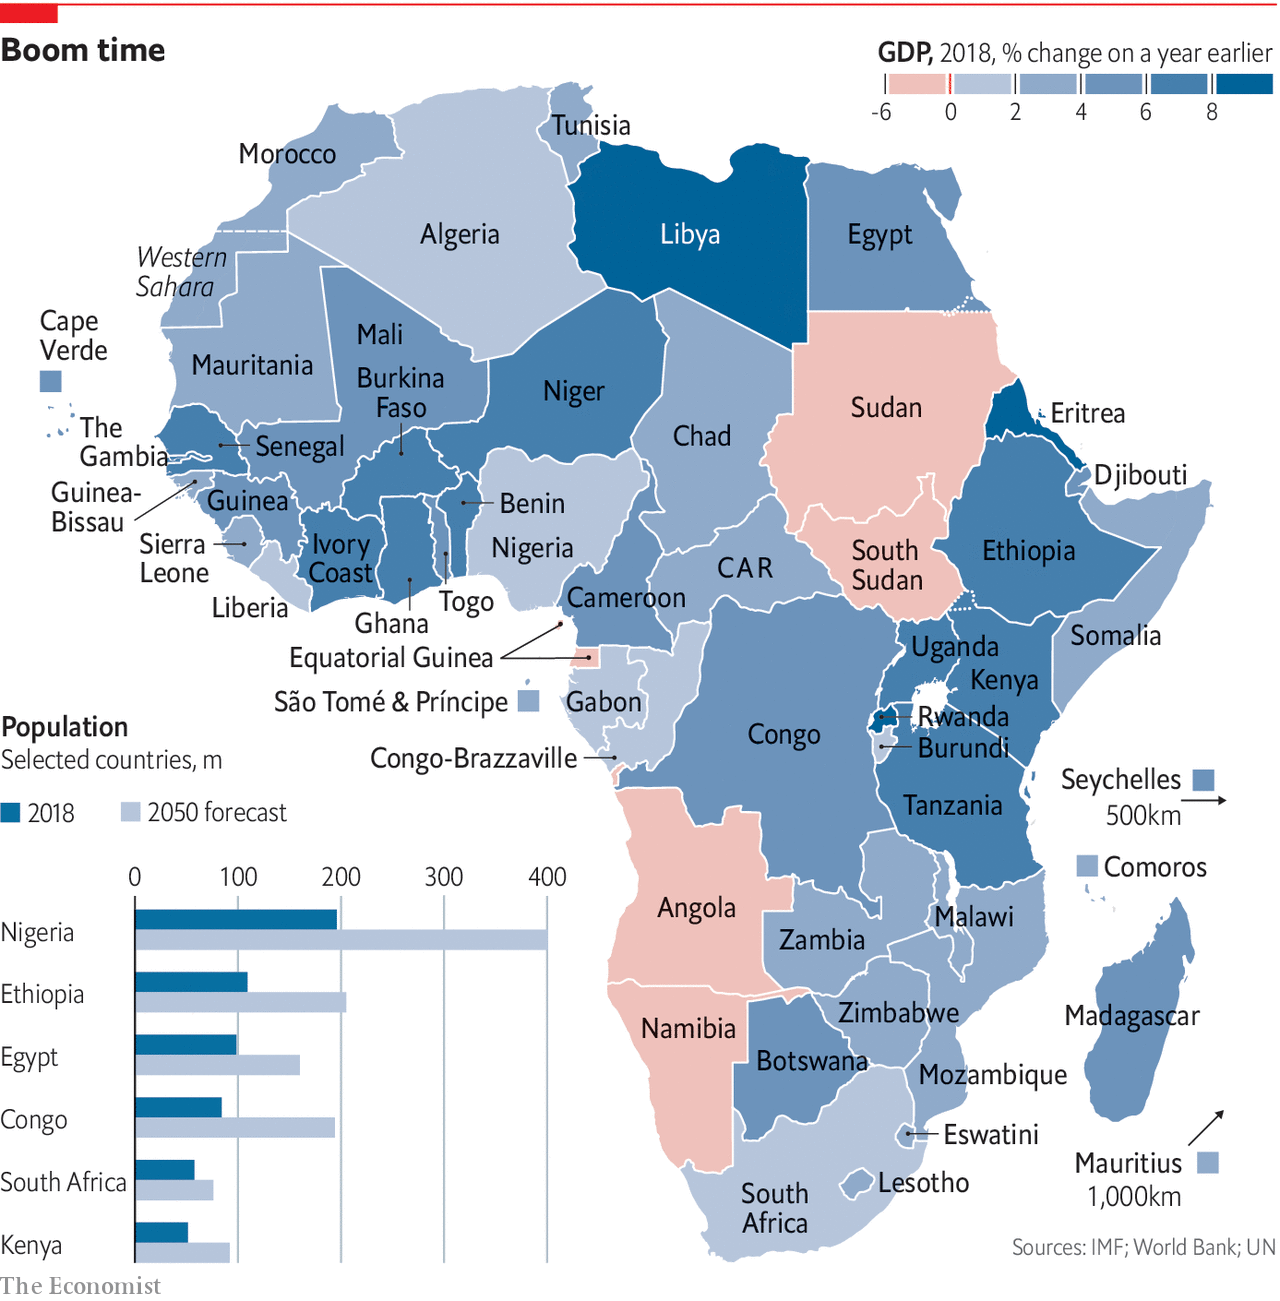 Boom time
GDP, 2018, % change on a year earlier
-6 0 2 4 6 8
Morocco
Tunisia
Algeria
Libya
Egypt
Western
Sahara
Cape
Verde
Mauritania
Mali
Burkina
Faso
Niger
Chad
Sudan
Eritrea
The
Gambia
Senegal
Djibouti
Guinea-
Bissau
Guinea
Benin
Sierra
Leone
Ivory
Coast
Nigeria
CAR
South
Sudan
Ethiopia
Liberia
Ghana
Togo
Cameroon
Somalia
Equatorial Guinea
Uganda
Kenya
São Tomé & Príncipe
Gabon
Rwanda
Congo
Burundi
Congo-Brazzaville
Tanzania
Seychelles
500km
Comoros
Angola
Zambia
Malawi
Namibia
Zimbabwe
Madagascar
Botswana
Mozambique
Eswatini
Mauritius
1,000km
Lesotho
South
Africa
Population
Selected countries, m
2018 2050 forecast
0 100 200 300 400
Nigeria
Ethiopia
Egypt
Congo
South Africa
Kenya
Sources: IMF; World Bank; UN
The Economist